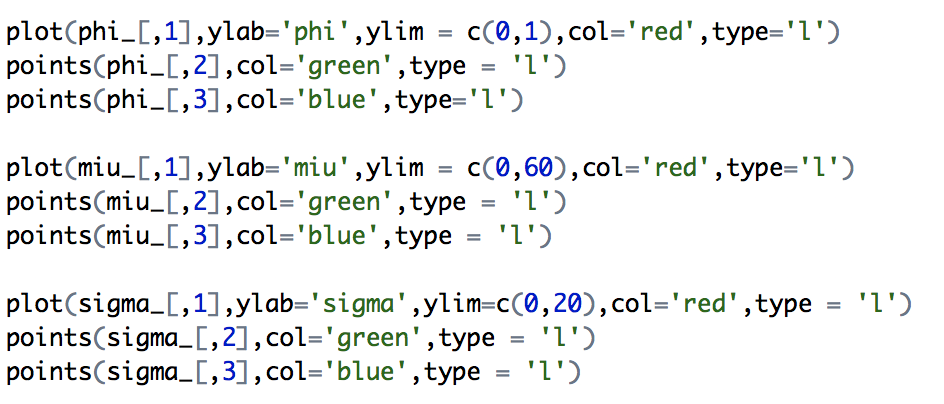 plot(phi_[,1],ylab='phi',ylim = c(0,1),col='red',type='l')
points(phi_[,2],col='green',type = 'l')
points(phi_[,3],col='blue',type='l')
plot(miu_[,1],ylab='miu',ylim = c(0,60),col='red',type='l')
points(miu_[,2],col='green',type = 'l')
points(miu_[,3],col='blue',type = 'l')
plot(sigma_[,1],ylab='sigma',ylim=c(0,20),col='red',type = 'l')
points(sigma_[,2],col='green',type = 'l')
points(sigma_[,3],col='blue',type = 'l')